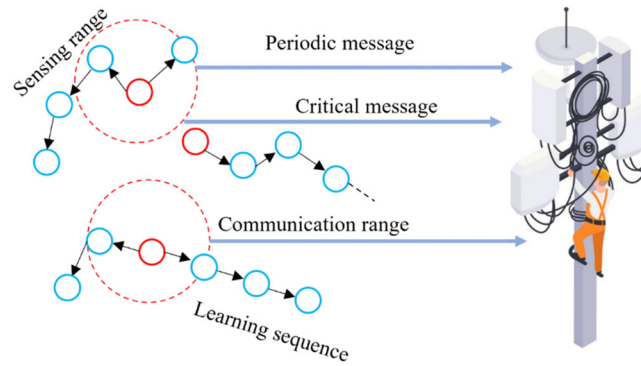 Sensing range
Periodic message
Critical message
Communication range
Learning sequence